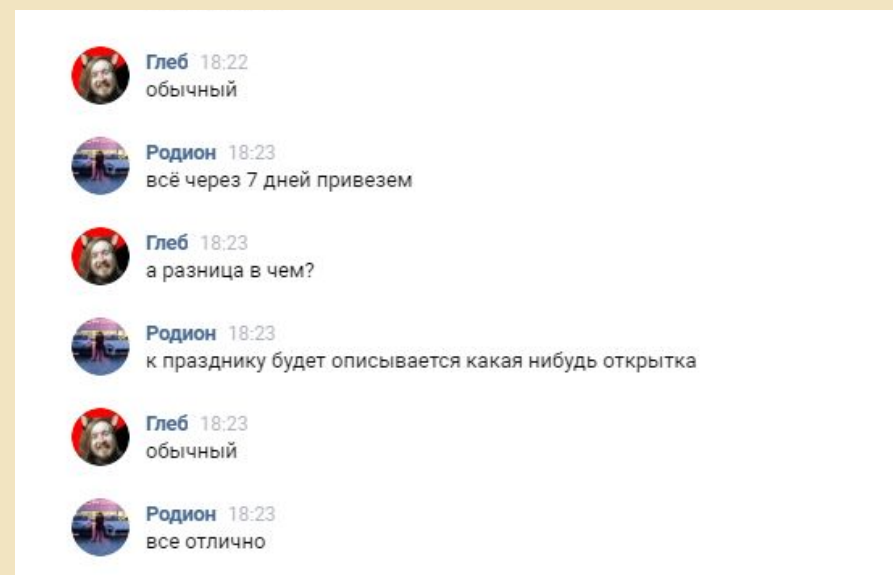 Глеб 18:22
обычный
Родион 18:23
всё через 7 дней привезем
Глеб 18:23
а разница в чем?
Родион 18:23
к празднику будет описывается какая нибудь открытка
Глеб 18:23
обычный
Родион 18:23
все отлично